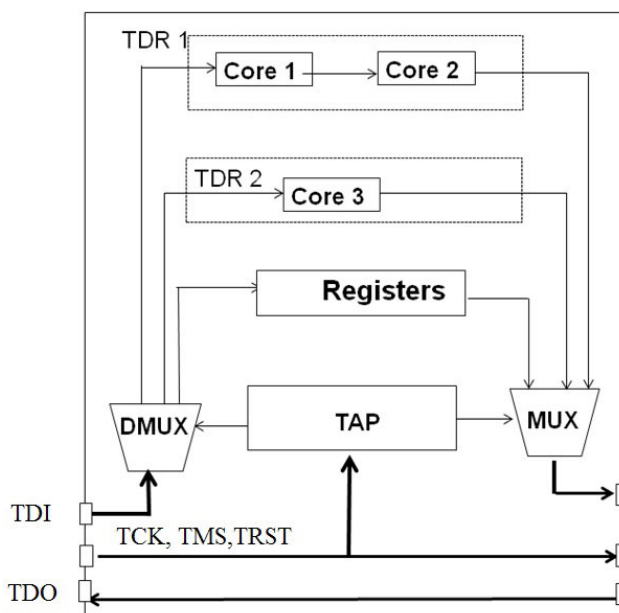 TDR 1
Core 1
Core 2
TDR 2
Core 3
Registers
DMUX
TAP
MUX
TDI
TCK, TMS,TRST
TDO